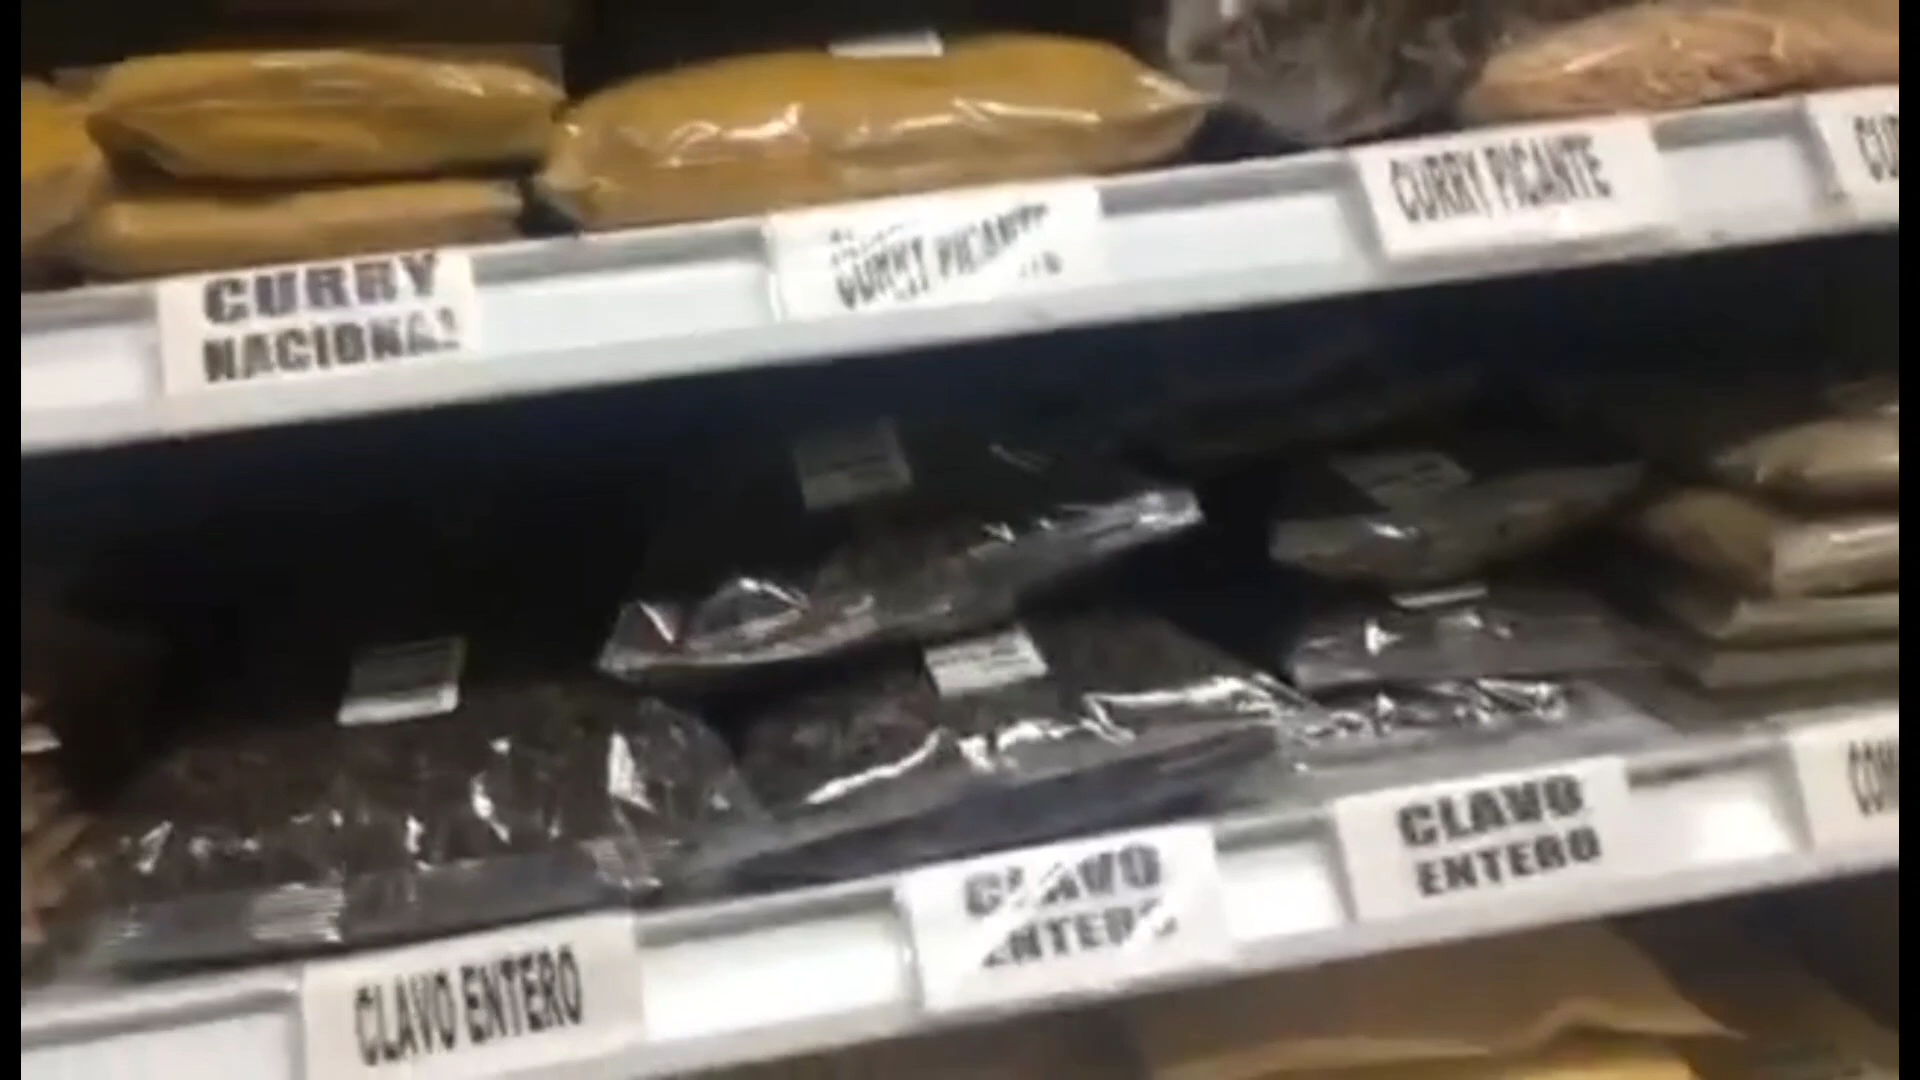 CURRY
NACIONAL
CURRY PICANTE
CURRY PICANTE
CLAVO ENTERO
CLAVO
ENTERO
CLAVO
ENTERO